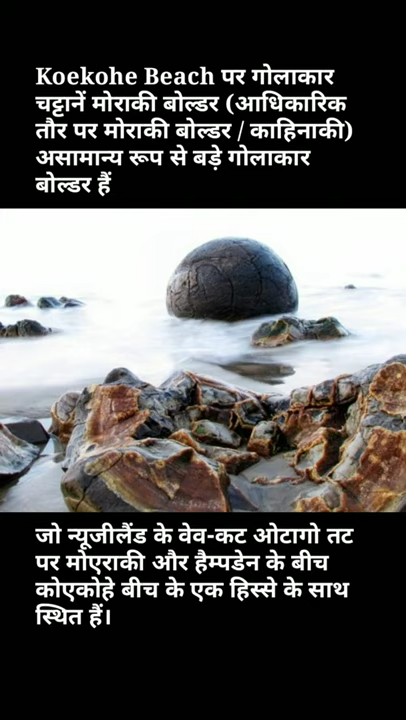 Koekohe Beach पर गोलाकार
चट्टानें मोराकी बोल्डर (आधिकारिक
तौर पर मोराकी बोल्डर / काहिनाकी)
असामान्य रूप से बड़े गोलाकार
बोल्डर हैं
जो न्यूजीलैंड के वेव-कट ओटागो तट
पर मोएराकी और हैम्पडेन के बीच
कोएकोहे बीच के एक हिस्से के साथ
स्थित हैं।